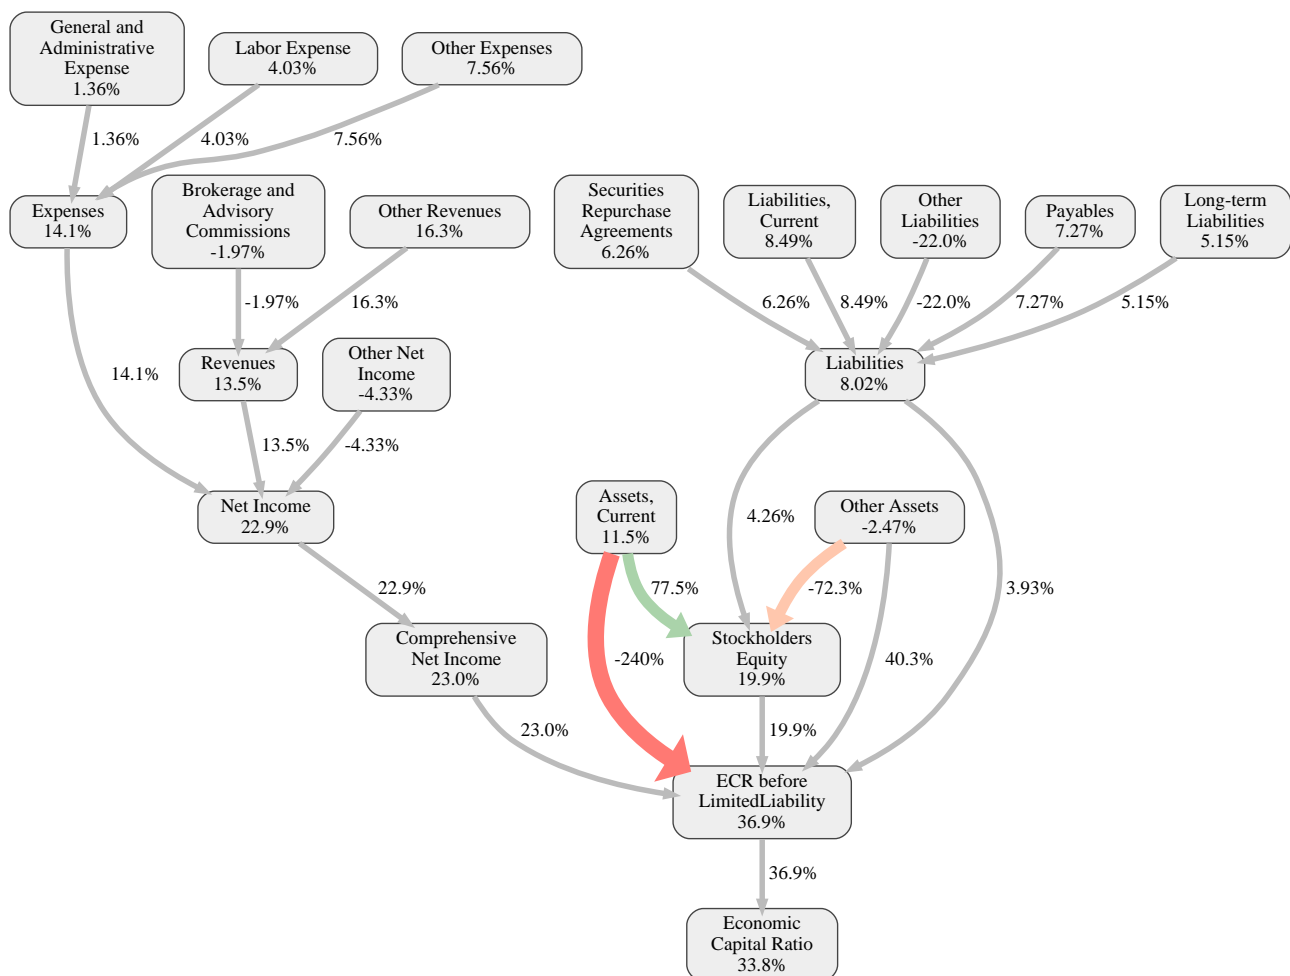 General and
Administrative
Expense
1.36%
Labor Expense
4.03%
Other Expenses
7.56%
1.36%
4.03%
7.56%
Expenses
14.1%
Brokerage and
Advisory
Commissions
-1.97%
Other Revenues
16.3%
Securities
Repurchase
Agreements
6.26%
Liabilities,
Current
8.49%
Other
Liabilities
-22.0%
Payables
7.27%
Long-term
Liabilities
5.15%
-1.97%
16.3%
6.26%
8.49%
-22.0%
7.27%
5.15%
Revenues
13.5%
Other Net
Income
-4.33%
Liabilities
8.02%
14.1%
13.5%
-4.33%
Net Income
22.9%
Assets,
Current
11.5%
4.26%
Other Assets
-2.47%
22.9%
77.5%
-72.3%
3.93%
Comprehensive
Net Income
23.0%
-240%
Stockholders
Equity
19.9%
40.3%
23.0%
19.9%
ECR before
LimitedLiability
36.9%
36.9%
Economic
Capital Ratio
33.8%